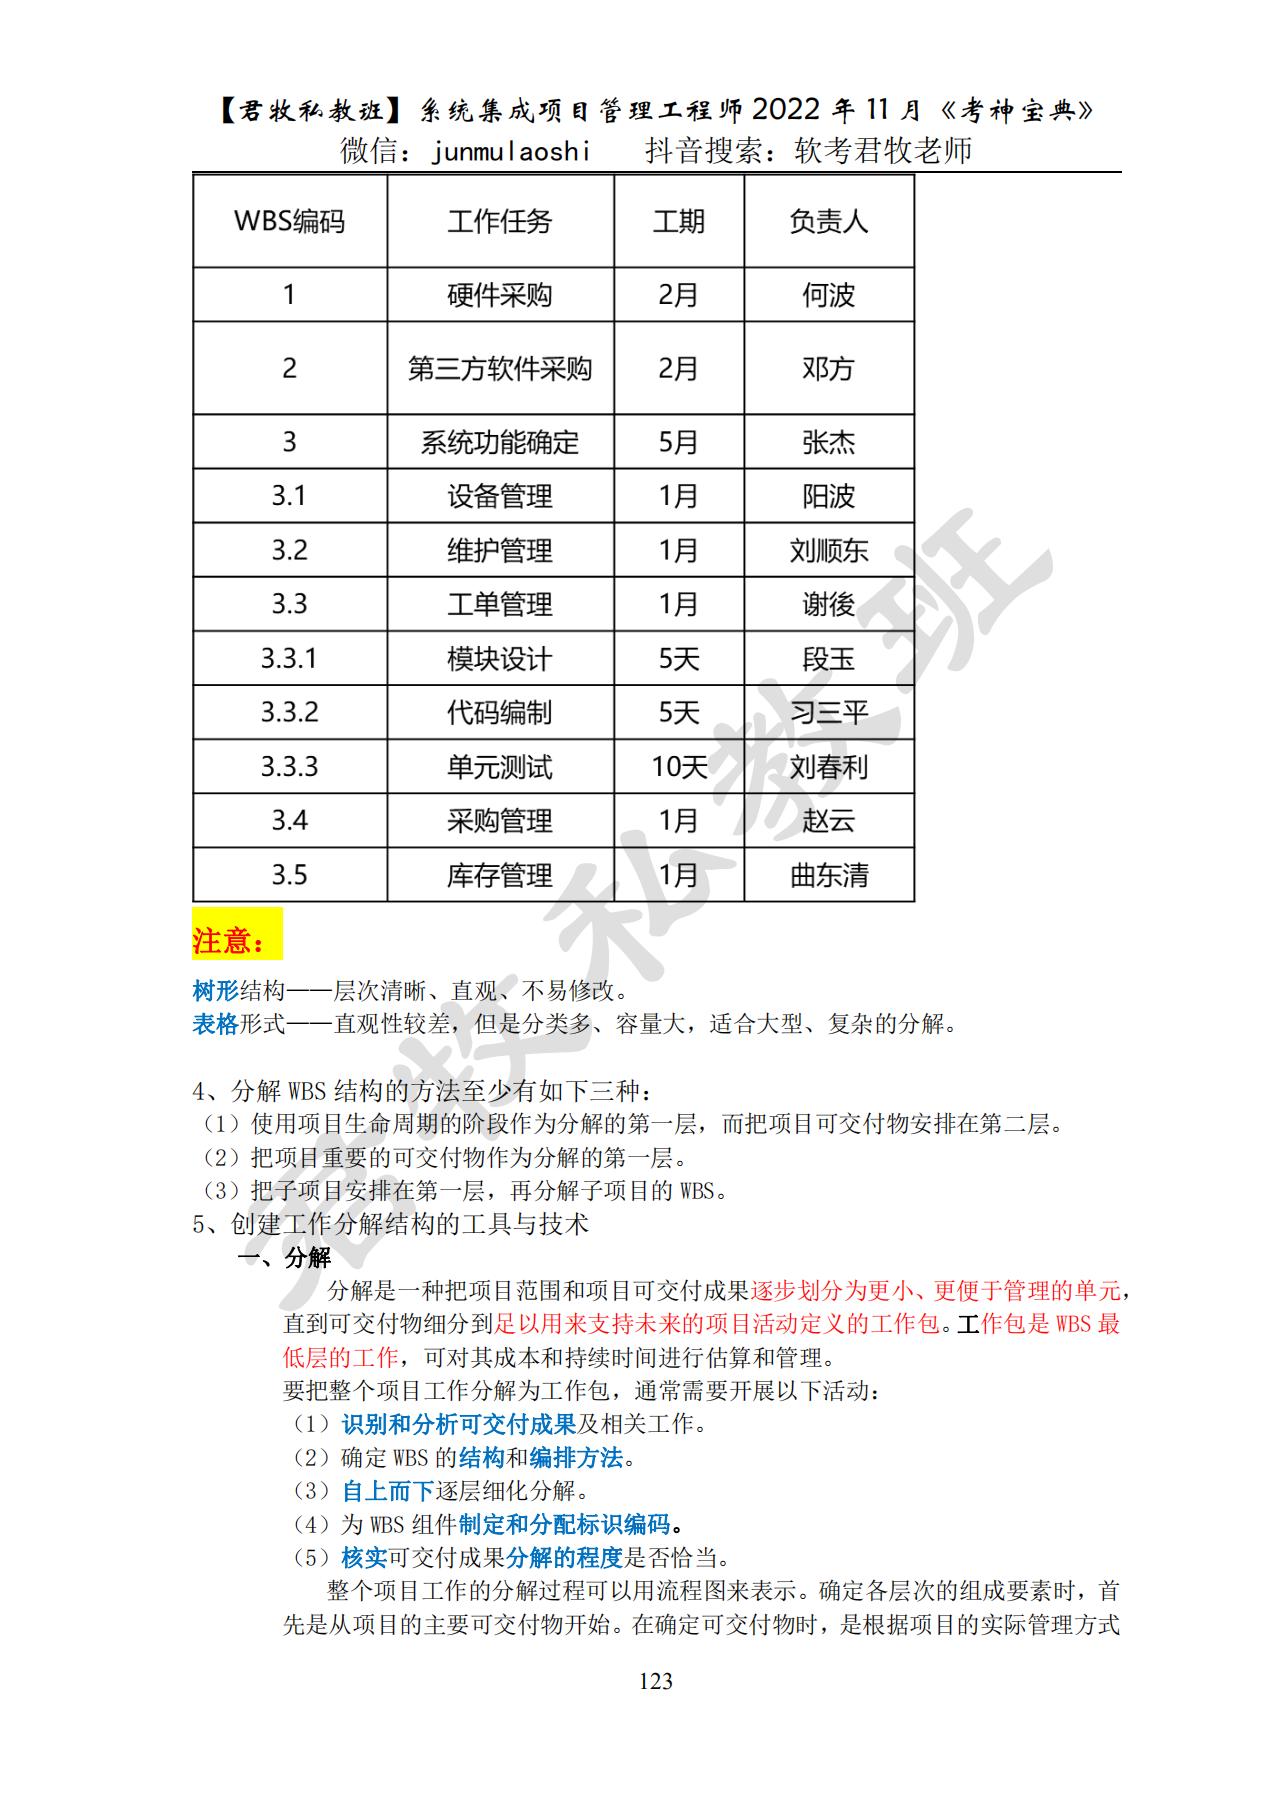 【君牧私教班】系统集成项目管理工程师 2022 年 11 月《考神宝典》
微信：junmulaoshi 抖音搜索：软考君牧老师
WBS编码 工作任务 工期 负责人
1 硬件采购 2月 何波
2 第三方软件采购 2月 邓方
3 系统功能确定 5月 张杰
3.1 设备管理 1月 阳波
3.2 维护管理 1月 刘顺东
3.3 工单管理 1月 谢後
3.3.1 模块设计 5天 段玉
3.3.2 代码编制 5天 习三平
3.3.3 单元测试 10天 刘春利
3.4 采购管理 1月 赵云
3.5 库存管理 1月 曲东清
注意：
树形结构——层次清晰、直观、不易修改。
表格形式——直观性较差，但是分类多、容量大，适合大型、复杂的分解。
4、分解 WBS 结构的方法至少有如下三种：
（1）使用项目生命周期的阶段作为分解的第一层，而把项目可交付物安排在第二层。
（2）把项目重要的可交付物作为分解的第一层。
（3）把子项目安排在第一层，再分解子项目的 WBS。
5、创建工作分解结构的工具与技术
一、分解
分解是一种把项目范围和项目可交付成果逐步划分为更小、更便于管理的单元，
直到可交付物细分到足以用来支持未来的项目活动定义的工作包。工作包是 WBS 最
低层的工作，可对其成本和持续时间进行估算和管理。
要把整个项目工作分解为工作包，通常需要开展以下活动：
（1）识别和分析可交付成果及相关工作。
（2）确定 WBS 的结构和编排方法。
（3）自上而下逐层细化分解。
（4）为 WBS 组件制定和分配标识编码。
（5）核实可交付成果分解的程度是否恰当。
整个项目工作的分解过程可以用流程图来表示。确定各层次的组成要素时，首
先是从项目的主要可交付物开始。在确定可交付物时，是根据项目的实际管理方式
123
君牧私教班